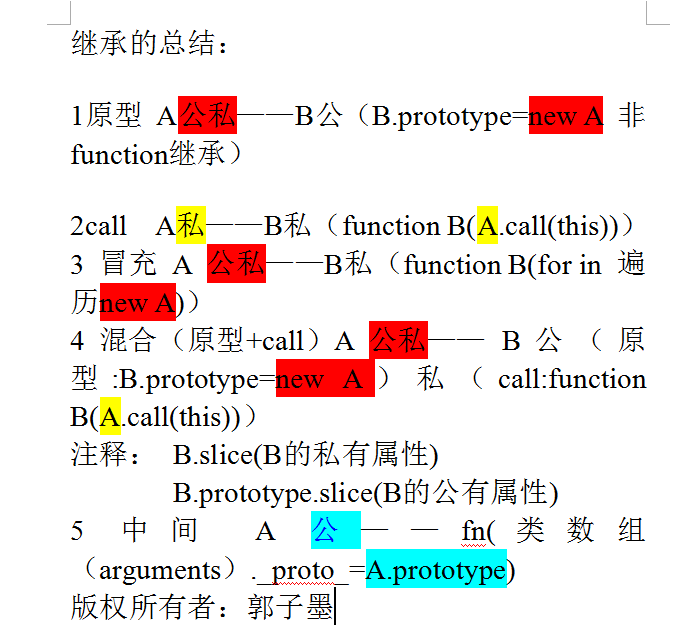 继承的总结：
1原型 A公私——B公（B.prototype=new A 非
function继承）
2call A私——B私（function B(A.call(this))）
3 冒充 A 公私——B私（function B(for in 遍
历new A)）
4 混合（原型+call）A 公私—— B 公（原
型:B.prototype=new A）私（call:function
B(A.call(this))）
注释： B.slice(B的私有属性)
B.prototype.slice(B的公有属性)
5 中间 A 公——fn(类数组
（arguments）._proto_=A.prototype)
版权所有者：郭子墨